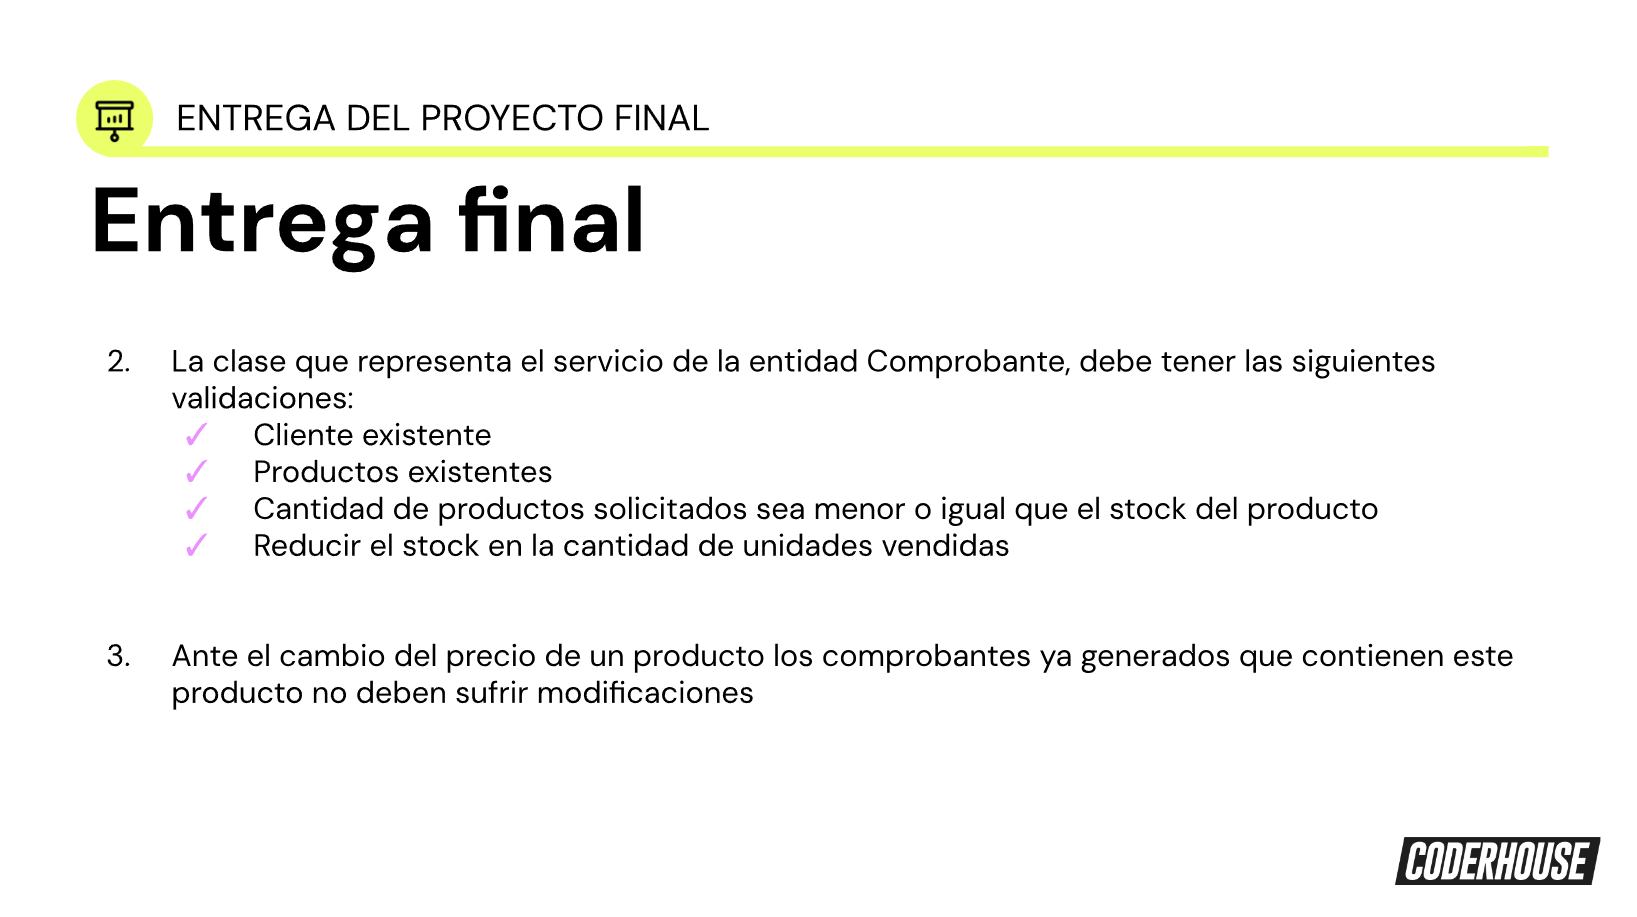 ENTREGA DEL PROYECTO FINAL
Entrega final
2. La clase que representa el servicio de la entidad Comprobante, debe tener las siguientes
validaciones:
✓ Cliente existente
✓ Productos existentes
✓ Cantidad de productos solicitados sea menor o igual que el stock del producto
✓ Reducir el stock en la cantidad de unidades vendidas
3. Ante el cambio del precio de un producto los comprobantes ya generados que contienen este
producto no deben sufrir modificaciones
CODERHOUSE